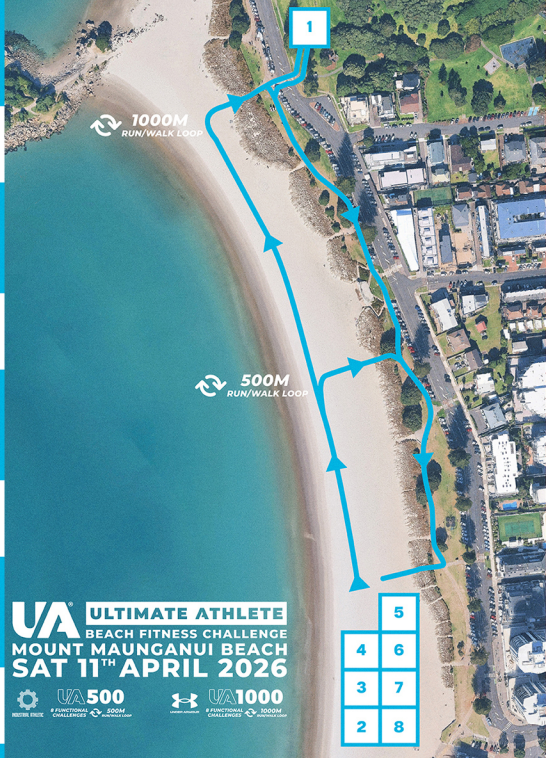 1
1000M
RUN/WALK LOOP
500M
RUN/WALK LOOP
5
4 6
3 7
2 8
UA® ULTIMATE ATHLETE
BEACH FITNESS CHALLENGE
MOUNT MAUNGANUI BEACH
SAT 11TH APRIL 2026
INDUSTRIAL ATHLETIC
UA500
8 FUNCTIONAL CHALLENGES
500M
RUN/WALK LOOP
UNDER ARMOUR
UA1000
8 FUNCTIONAL CHALLENGES
1000M
RUN/WALK LOOP